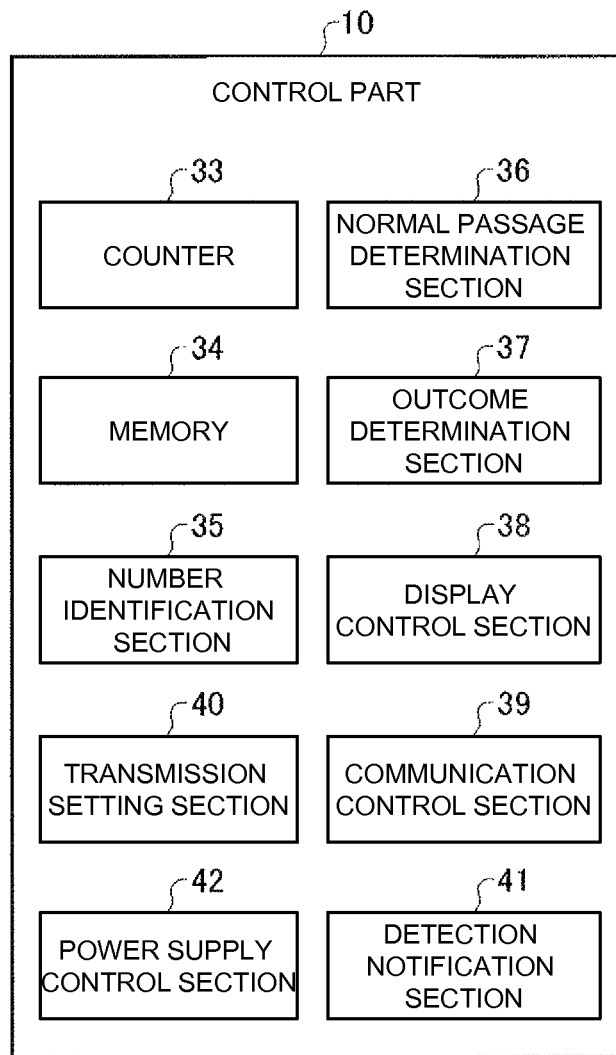 10
CONTROL PART
33
COUNTER
36
NORMAL PASSAGE
DETERMINATION
SECTION
34
MEMORY
37
OUTCOME
DETERMINATION
SECTION
35
NUMBER
IDENTIFICATION
SECTION
38
DISPLAY
CONTROL SECTION
40
TRANSMISSION
SETTING SECTION
39
COMMUNICATION
CONTROL SECTION
42
POWER SUPPLY
CONTROL SECTION
41
DETECTION
NOTIFICATION
SECTION